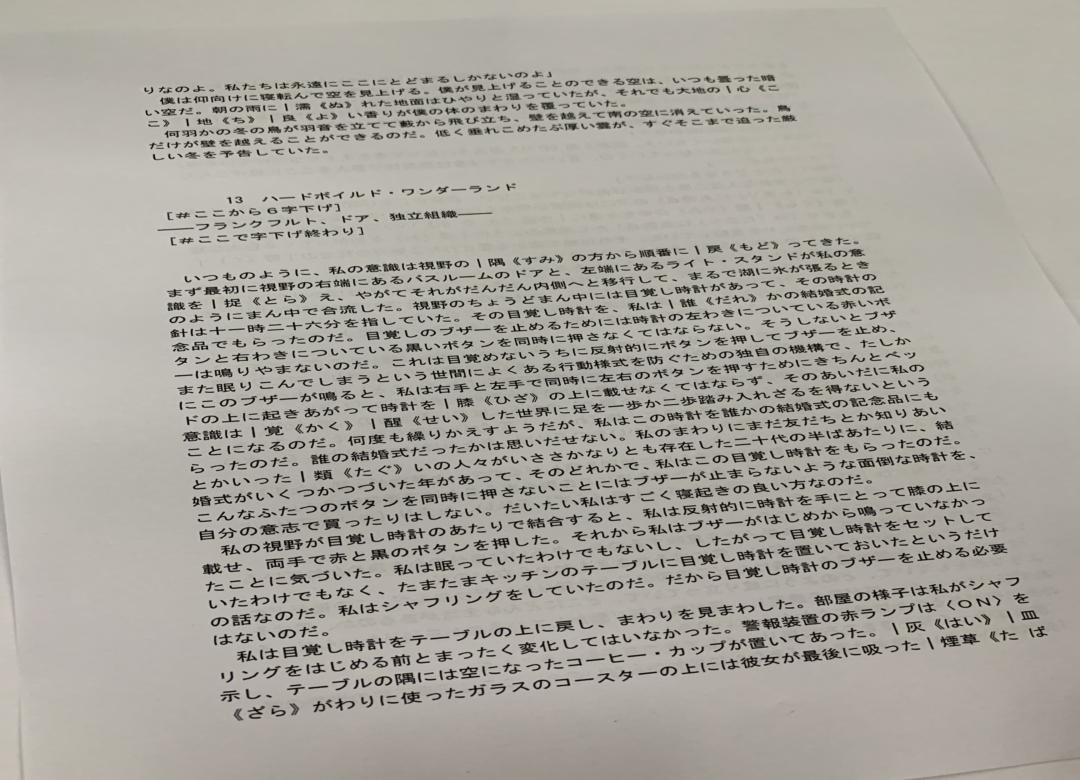 りなのよ。私たちは永遠にここにとどまるしかないのよ」
　僕は仰向けに寝転んで空を見上げる。僕が見上げることのできる空は、いつも曇った暗
い空だ。朝の雨に｜濡《ぬ》れた地面はひやりと湿っていたが、それでも大地の｜心《こ
こ》｜地《ち》｜良《よ》い香りが僕の体のまわりを覆っていた。
　何羽かの冬の鳥が羽音を立てて藪から飛び立ち、壁を越えて南の空に消えていった。鳥
だけが壁を越えることができるのだ。低く垂れこめたぶ厚い雲が、すぐそこまで迫った厳
しい冬を予告していた。
13　ハードボイルド・ワンダーランド
［＃ここから６字下げ］
――フランクフルト、ドア、独立組織――
［＃ここで字下げ終わり］
　いつものように、私の意識は視野の｜隅《すみ》の方から順番に｜戻《もど》ってきた。
まず最初に視野の右端にあるバスルームのドアと、左端にあるライト・スタンドが私の意
識を｜捉《とら》え、やがてそれがだんだん内側へと移行して、まるで湖に氷が張るとき
のようにまん中で合流した。視野のちょうどまん中には目覚し時計があって、その時計の
針は十一時二十六分を指していた。その目覚し時計を、私は｜誰《だれ》かの結婚式の記
念品でもらったのだ。目覚しのブザーを止めるためには時計の左わきについている赤いボ
タンと右わきについている黒いボタンを同時に押さなくてはならない。そうしないとブザ
ーは鳴りやまないのだ。これは目覚めないうちに反射的にボタンを押してブザーを止め、
また眠りこんでしまうという世間によくある行動様式を防ぐための独自の機構で、たしか
にこのブザーが鳴ると、私は右手と左手で同時に左右のボタンを押すためにきちんとベッ
ドの上に起きあがって時計を｜膝《ひざ》の上に載せなくてはならず、そのあいだに私の
意識は｜覚《かく》｜醒《せい》した世界に足を一歩か二歩踏み入れざるを得ないという
ことになるのだ。何度も繰りかえすようだが、私はこの時計を誰かの結婚式の記念品にも
らったのだ。誰の結婚式だったかは思いだせない。私のまわりにまだ友だちとか知りあい
とかいった｜類《たぐ》いの人々がいささかなりとも存在した二十代の半ばあたりに、結
婚式がいくつかつづいた年があって、そのどれかで、私はこの目覚し時計をもらったのだ。
こんなふたつのボタンを同時に押さないことにはブザーが止まらないような面倒な時計を、
自分の意志で買ったりはしない。だいたい私はすごく寝起きの良い方なのだ。
　私の視野が目覚し時計のあたりで結合すると、私は反射的に時計を手にとって膝の上に
載せ、両手で赤と黒のボタンを押した。それから私はブザーがはじめから鳴っていなかっ
たことに気づいた。私は眠っていたわけでもないし、したがって目覚し時計をセットして
いたわけでもなく、たまたまキッチンのテーブルに目覚し時計を置いておいたというだけ
の話なのだ。私はシャフリングをしていたのだ。だから目覚し時計のブザーを止める必要
はないのだ。
　私は目覚し時計をテーブルの上に戻し、まわりを見まわした。部屋の様子は私がシャフ
リングをはじめる前とまったく変化してはいなかった。警報装置の赤ランプは〈ＯＮ〉を
示し、テーブルの隅には空になったコーヒー・カップが置いてあった。｜灰《はい》｜皿
《ざら》がわりに使ったガラスのコースターの上には彼女が最後に吸った｜煙草《た　ば